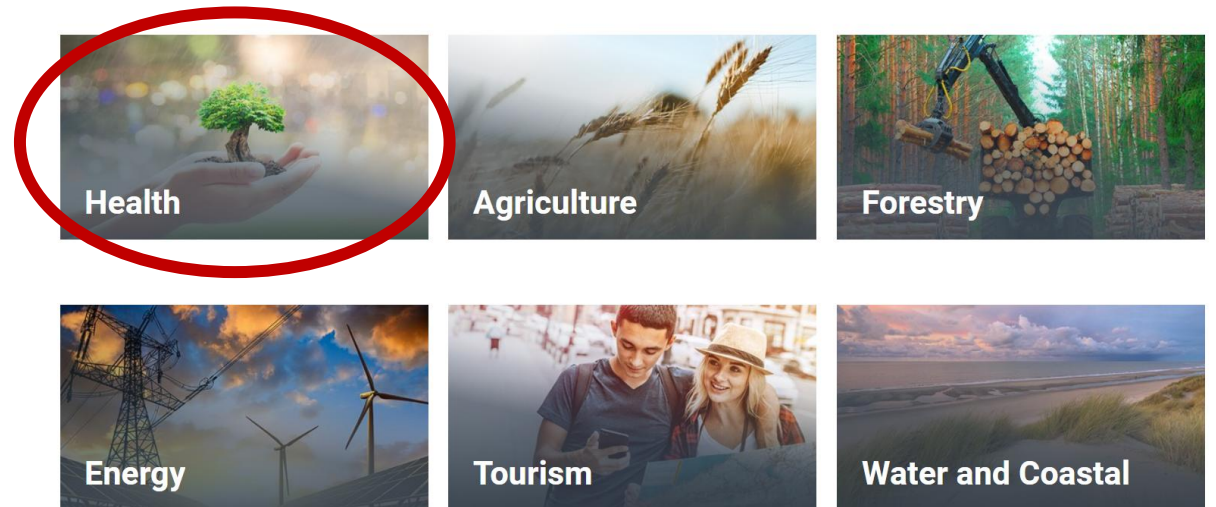 Health
Agriculture
Forestry
Energy
Tourism
Water and Coastal